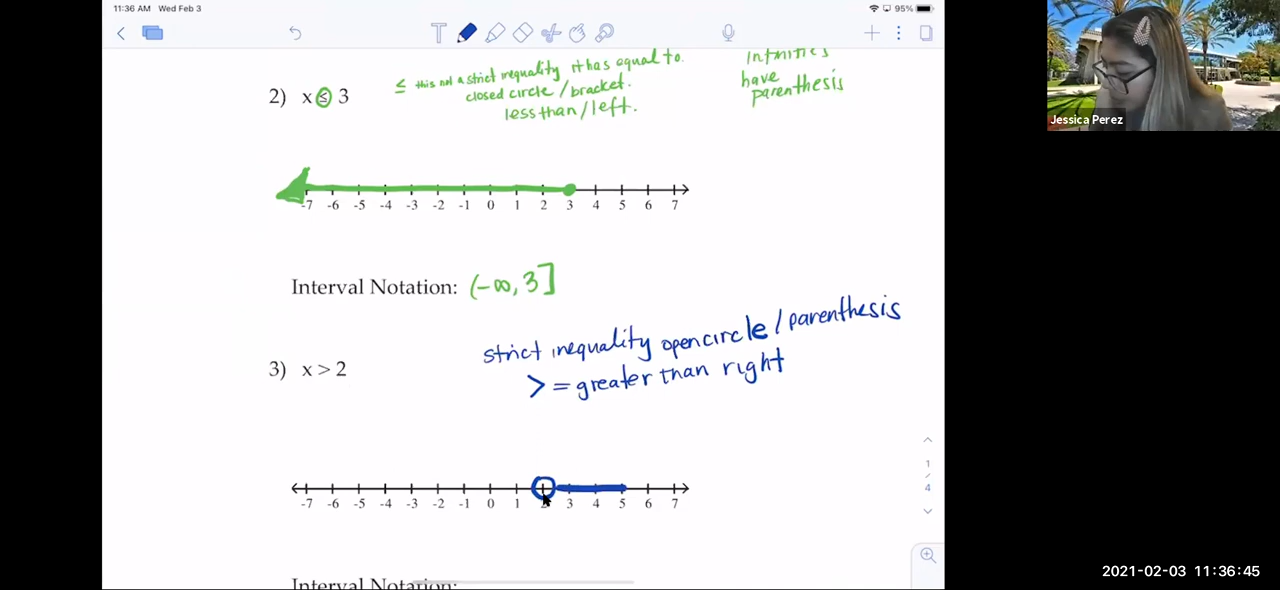 11:36 AM Wed Feb 3
95%
T
≤ this not a strict inequality it has equal to.
closed circle / bracket.
less than / left.
Infinities
have
parenthesis
2) x ≤ 3
-7 -6 -5 -4 -3 -2 -1 0 1 2 3 4 5 6 7
Interval Notation: (-∞, 3]
strict inequality open circle / parenthesis
> = greater than right
3) x > 2
-7 -6 -5 -4 -3 -2 -1 0 1 3 4 5 6 7
Interval Notation:
1
/
4
Jessica Perez
2021-02-03 11:36:45